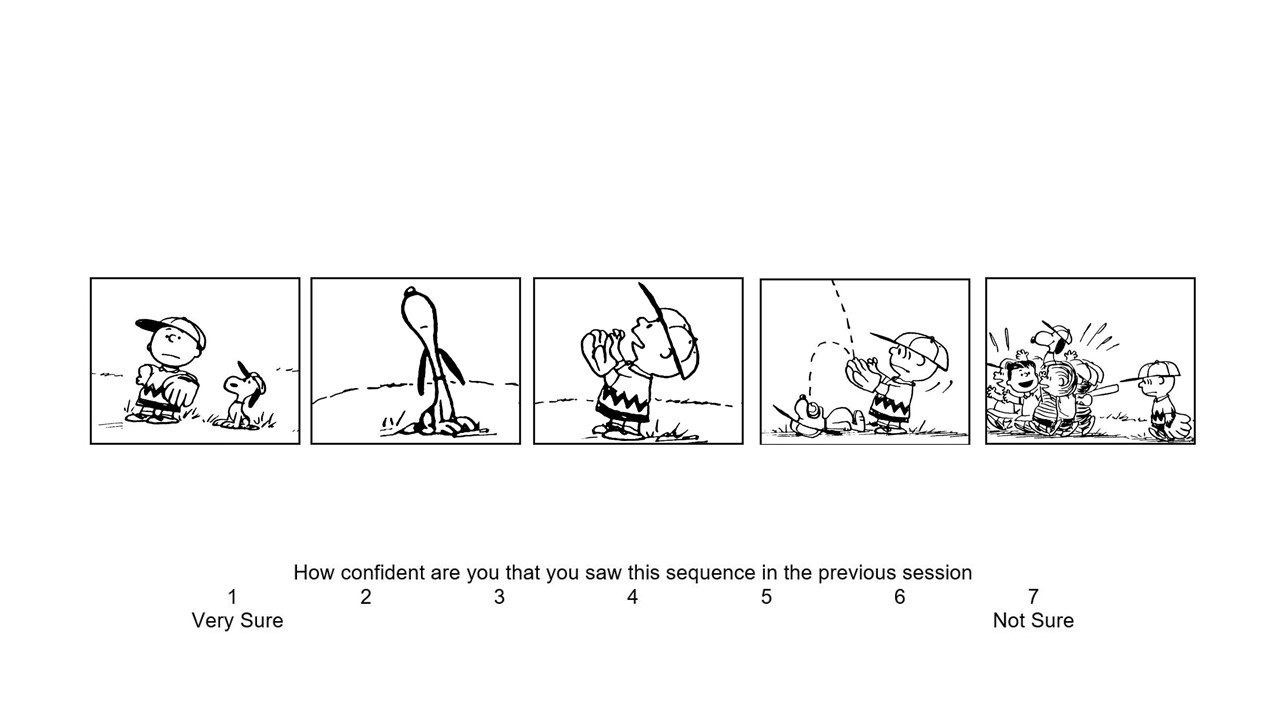 How confident are you that you saw this sequence in the previous session
1 2 3 4 5 6 7
Very Sure Not Sure